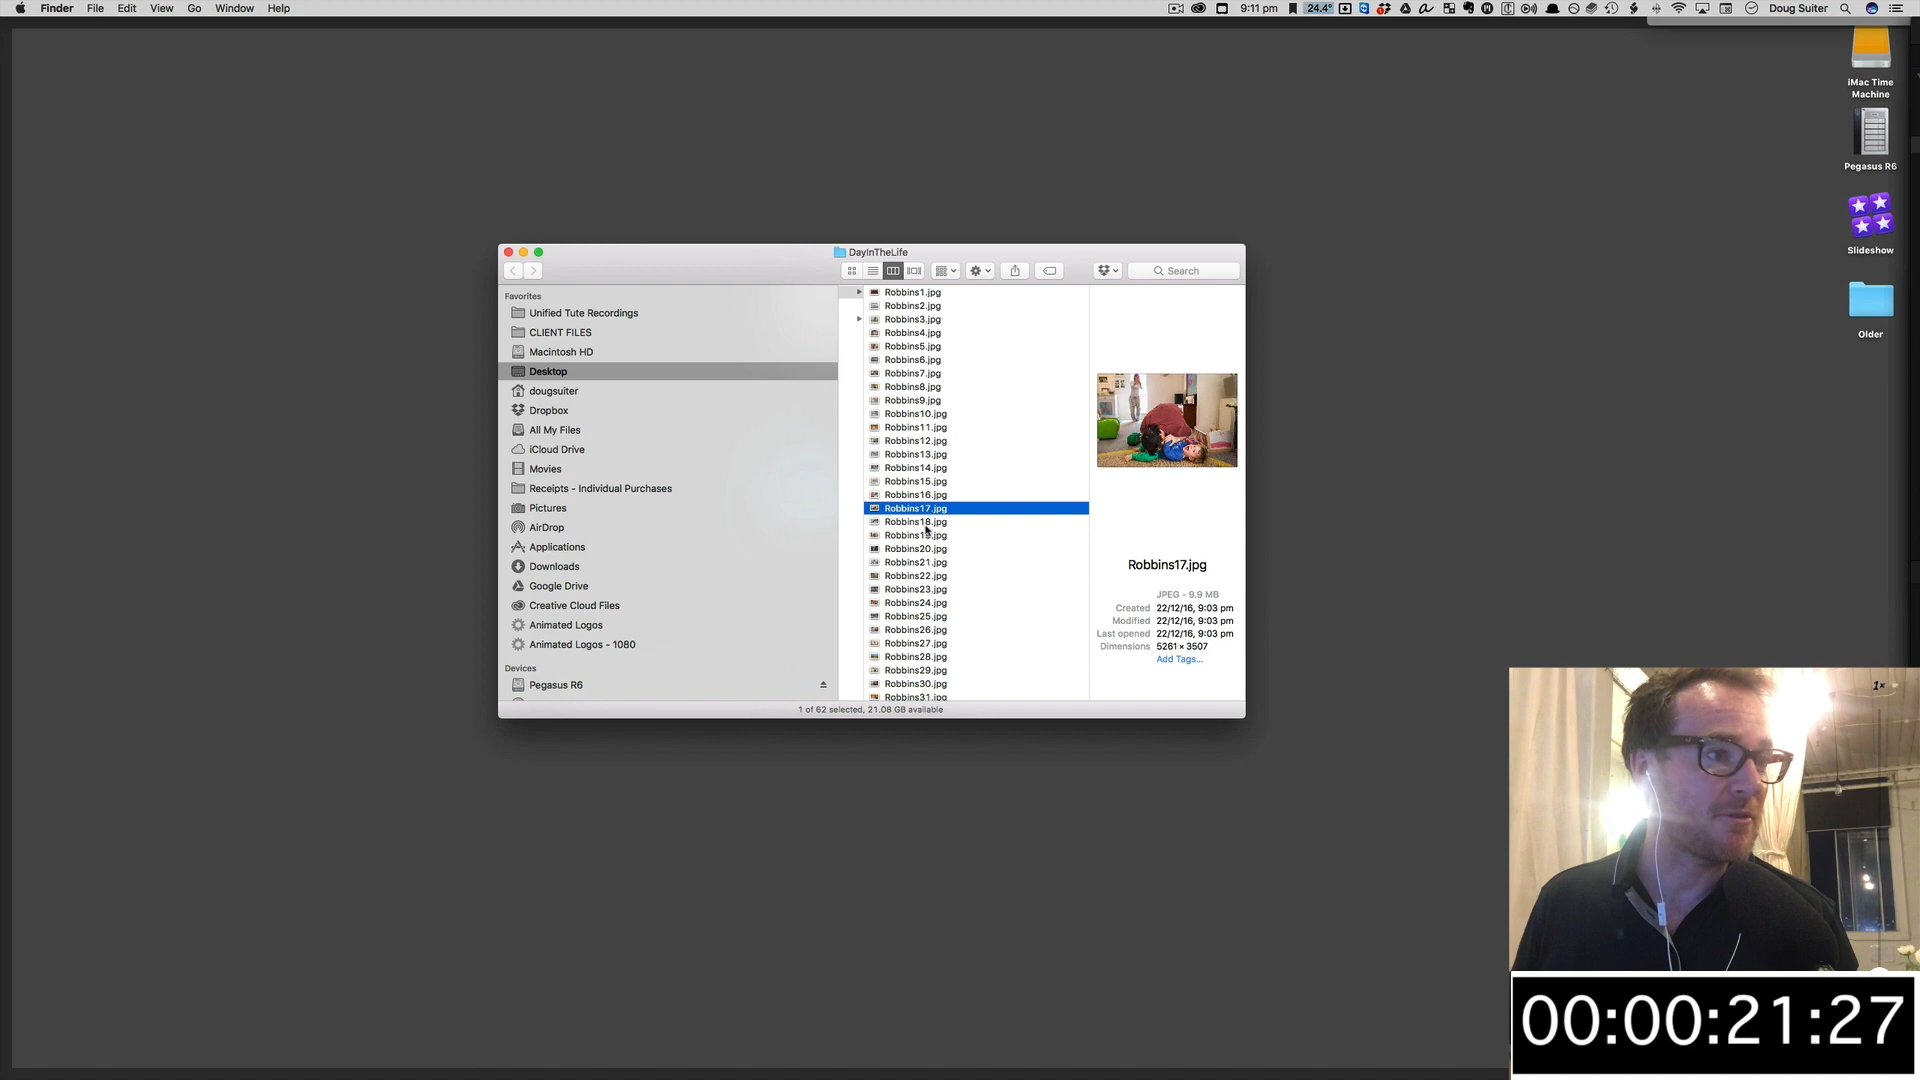 Finder File Edit View Go Window Help
9:11 pm 24.4° Doug Suiter
iMac Time
Machine
Pegasus R6
Slideshow
Older
DayInTheLife
Search
Favorites
Unified Tute Recordings
CLIENT FILES
Macintosh HD
Desktop
dougsuiter
Dropbox
All My Files
iCloud Drive
Movies
Receipts - Individual Purchases
Pictures
AirDrop
Applications
Downloads
Google Drive
Creative Cloud Files
Animated Logos
Animated Logos - 1080
Devices
Pegasus R6
Robbins1.jpg
Robbins2.jpg
Robbins3.jpg
Robbins4.jpg
Robbins5.jpg
Robbins6.jpg
Robbins7.jpg
Robbins8.jpg
Robbins9.jpg
Robbins10.jpg
Robbins11.jpg
Robbins12.jpg
Robbins13.jpg
Robbins14.jpg
Robbins15.jpg
Robbins16.jpg
Robbins17.jpg
Robbins18.jpg
Robbins19.jpg
Robbins20.jpg
Robbins21.jpg
Robbins22.jpg
Robbins23.jpg
Robbins24.jpg
Robbins25.jpg
Robbins26.jpg
Robbins27.jpg
Robbins28.jpg
Robbins29.jpg
Robbins30.jpg
Robbins31.jpg
Robbins17.jpg
JPEG - 9.9 MB
Created 22/12/16, 9:03 pm
Modified 22/12/16, 9:03 pm
Last opened 22/12/16, 9:03 pm
Dimensions 5261 × 3507
Add Tags...
1 of 62 selected, 21.08 GB available
1×
00:00:21:27